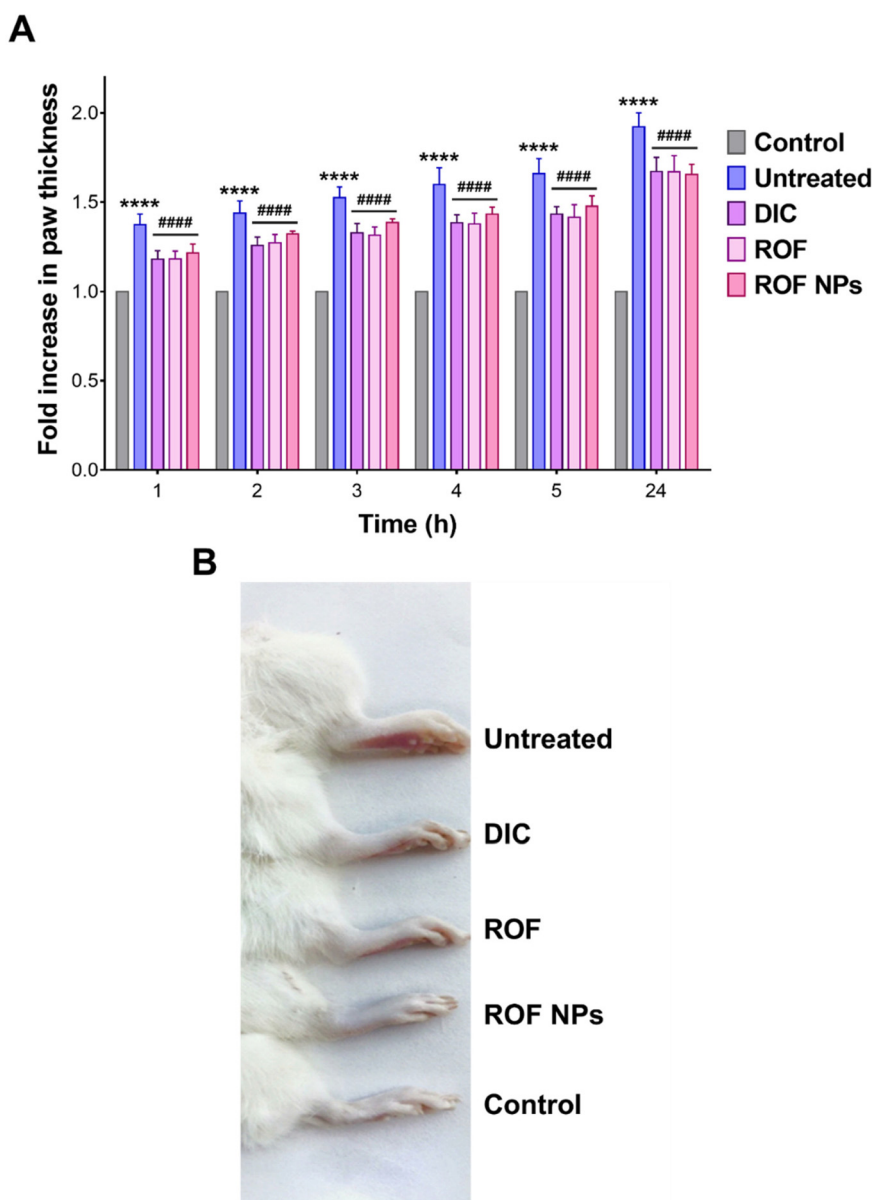 A
Fold increase in paw thickness
2.0
1.5
1.0
0.5
0.0
**** ####
**** ####
**** ####
**** ####
**** ####
**** ####
1 2 3 4 5 24
Time (h)
Control
Untreated
DIC
ROF
ROF NPs
B
Untreated
DIC
ROF
ROF NPs
Control